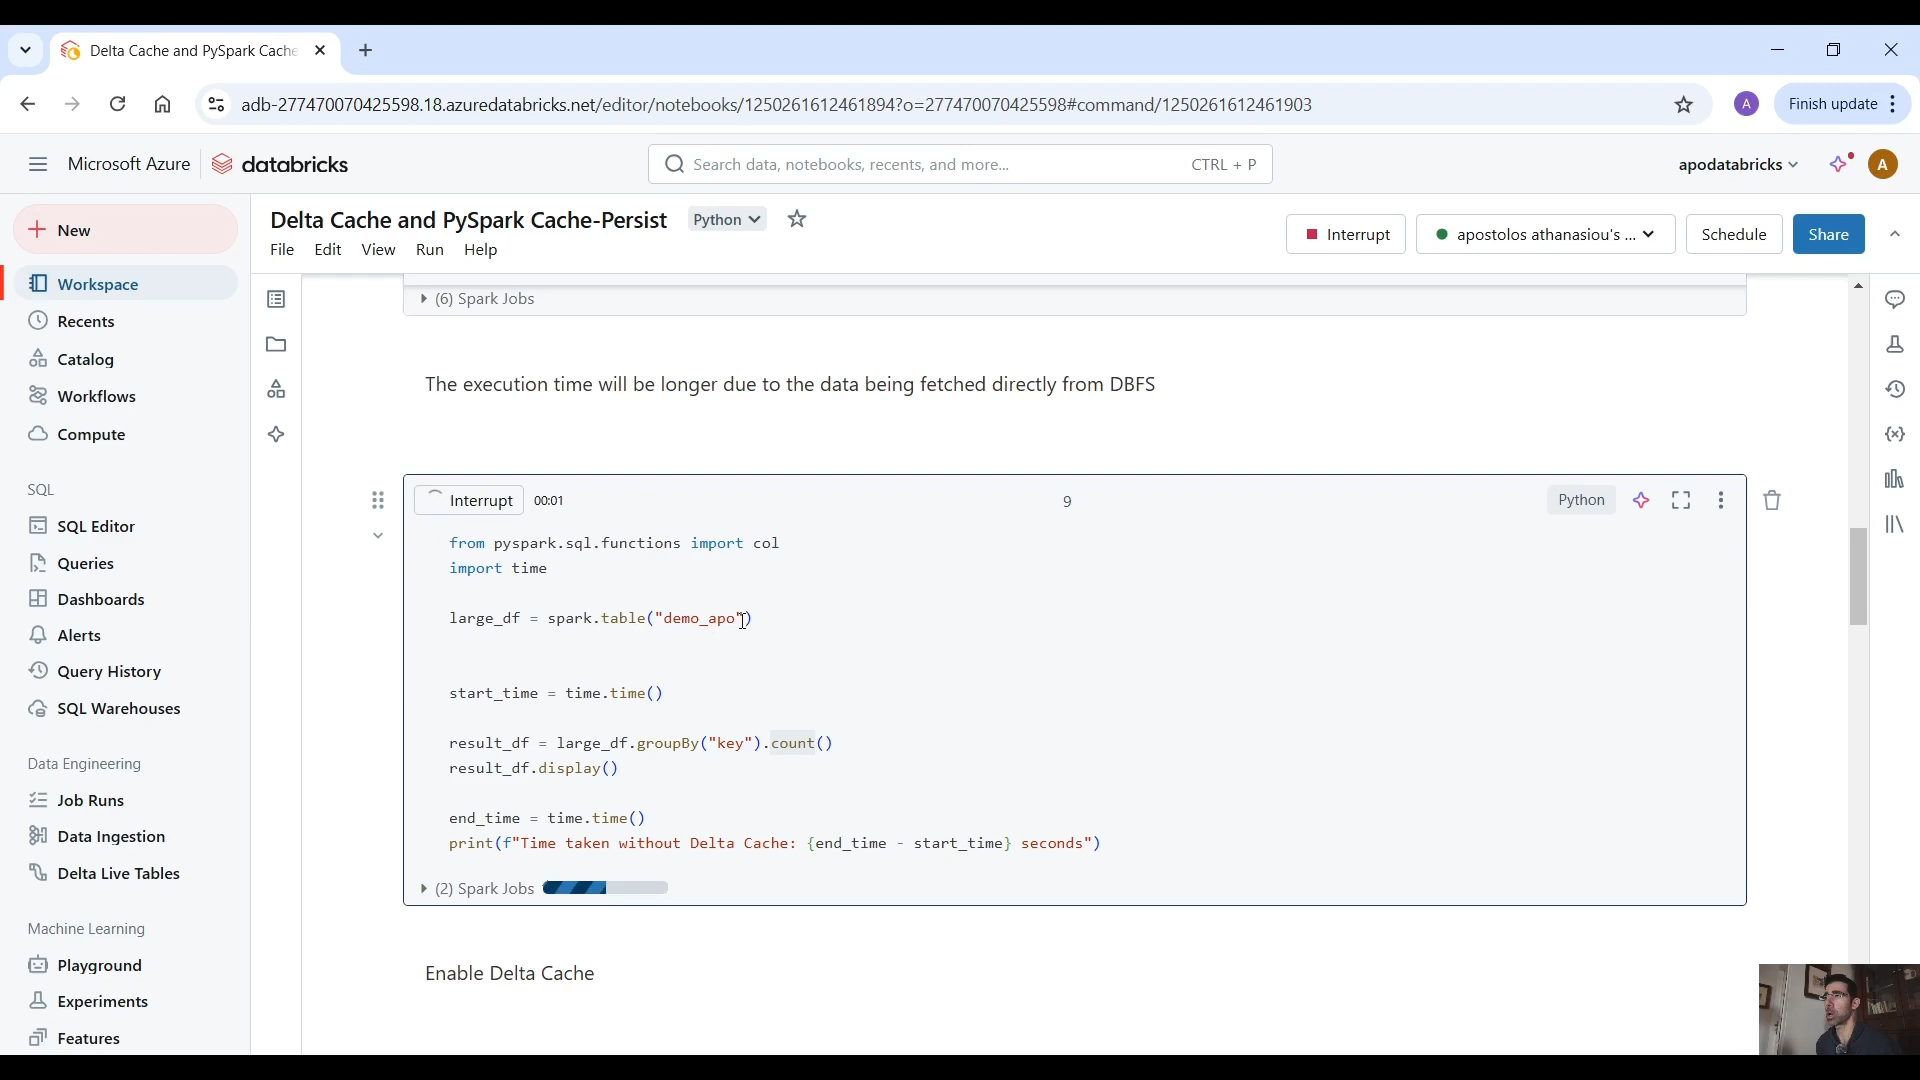 Delta Cache and PySpark Cache
adb-277470070425598.18.azuredatabricks.net/editor/notebooks/1250261612461894?o=277470070425598#command/1250261612461903
A
Finish update
Microsoft Azure
databricks
Search data, notebooks, recents, and more...
CTRL + P
apodatabricks
A
New
Workspace
Recents
Catalog
Workflows
Compute
SQL
SQL Editor
Queries
Dashboards
Alerts
Query History
SQL Warehouses
Data Engineering
Job Runs
Data Ingestion
Delta Live Tables
Machine Learning
Playground
Experiments
Features
Delta Cache and PySpark Cache-Persist
Python
File Edit View Run Help
Interrupt
apostolos athanasiou's ...
Schedule
Share
(6) Spark Jobs
The execution time will be longer due to the data being fetched directly from DBFS
Interrupt 00:01
9
Python
from pyspark.sql.functions import col
import time
large_df = spark.table("demo_apo")
start_time = time.time()
result_df = large_df.groupBy("key").count()
result_df.display()
end_time = time.time()
print(f"Time taken without Delta Cache: {end_time - start_time} seconds")
(2) Spark Jobs
Enable Delta Cache